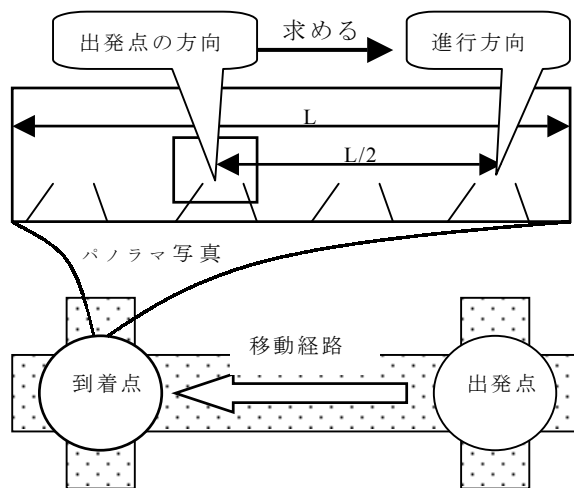 出発点の方向
求める
進行方向
L
L/2
パノラマ写真
移動経路
到着点
出発点